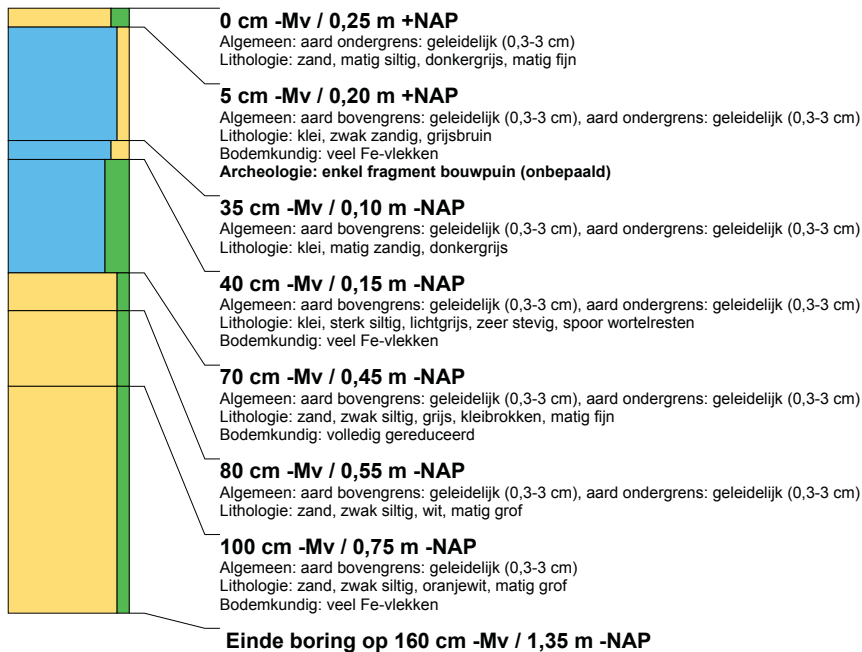 0 cm -Mv / 0,25 m +NAP
Algemeen: aard ondergrens: geleidelijk (0,3-3 cm)
Lithologie: zand, matig siltig, donkergrijs, matig fijn
5 cm -Mv / 0,20 m +NAP
Algemeen: aard bovengrens: geleidelijk (0,3-3 cm), aard ondergrens: geleidelijk (0,3-3 cm)
Lithologie: klei, zwak zandig, grijsbruin
Bodemkundig: veel Fe-vlekken
Archeologie: enkel fragment bouwpuin (onbepaald)
35 cm -Mv / 0,10 m -NAP
Algemeen: aard bovengrens: geleidelijk (0,3-3 cm), aard ondergrens: geleidelijk (0,3-3 cm)
Lithologie: klei, matig zandig, donkergrijs
40 cm -Mv / 0,15 m -NAP
Algemeen: aard bovengrens: geleidelijk (0,3-3 cm), aard ondergrens: geleidelijk (0,3-3 cm)
Lithologie: klei, sterk siltig, lichtgrijs, zeer stevig, spoor wortelresten
Bodemkundig: veel Fe-vlekken
70 cm -Mv / 0,45 m -NAP
Algemeen: aard bovengrens: geleidelijk (0,3-3 cm), aard ondergrens: geleidelijk (0,3-3 cm)
Lithologie: zand, zwak siltig, grijs, kleibrokken, matig fijn
Bodemkundig: volledig gereduceerd
80 cm -Mv / 0,55 m -NAP
Algemeen: aard bovengrens: geleidelijk (0,3-3 cm), aard ondergrens: geleidelijk (0,3-3 cm)
Lithologie: zand, zwak siltig, wit, matig grof
100 cm -Mv / 0,75 m -NAP
Algemeen: aard bovengrens: geleidelijk (0,3-3 cm)
Lithologie: zand, zwak siltig, oranjewit, matig grof
Bodemkundig: veel Fe-vlekken
Einde boring op 160 cm -Mv / 1,35 m -NAP